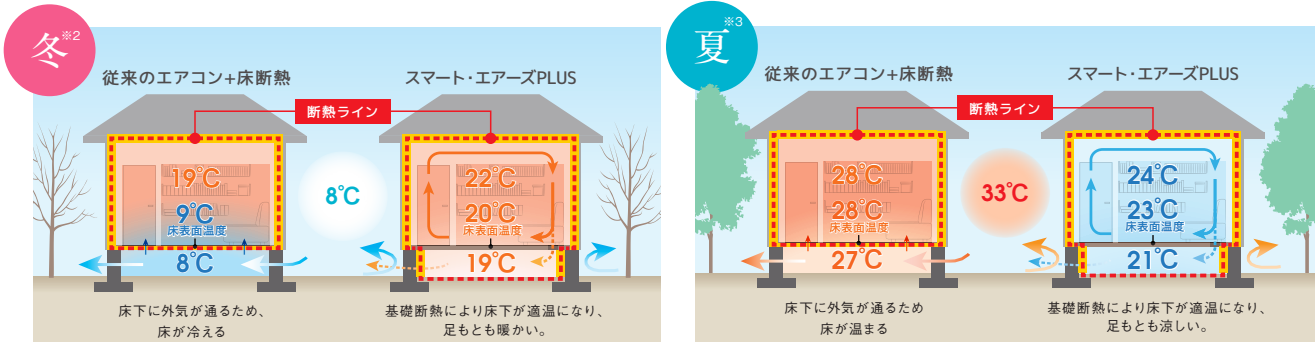 冬※2
従来のエアコン+床断熱
スマート・エアーズPLUS
断熱ライン
19℃
9℃
床表面温度
8℃
8℃
22℃
20℃
床表面温度
19℃
床下に外気が通るため、
床が冷える
基礎断熱により床下が適温になり、
足もとも暖かい。
夏※3
従来のエアコン+床断熱
スマート・エアーズPLUS
断熱ライン
28℃
28℃
床表面温度
27℃
33℃
24℃
23℃
床表面温度
21℃
床下に外気が通るため
床が温まる
基礎断熱により床下が適温になり、
足もとも涼しい。